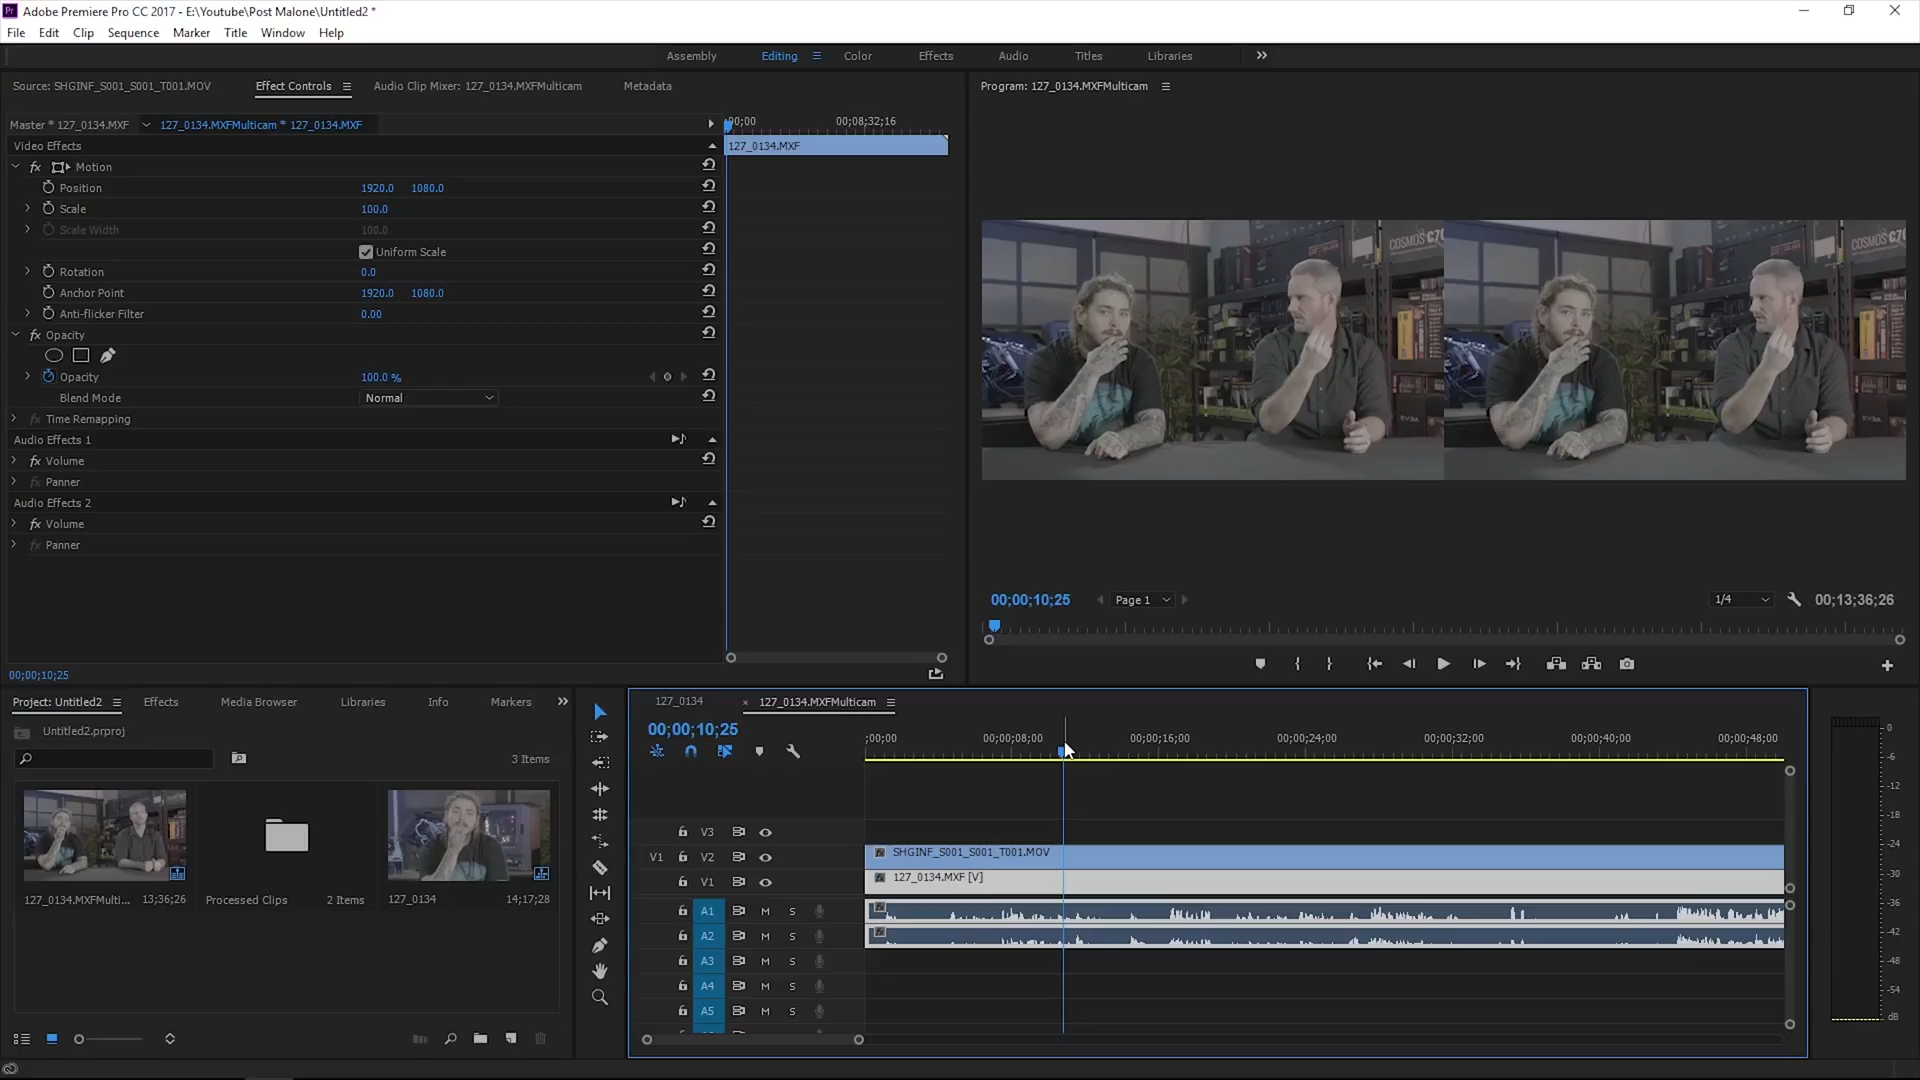 Adobe Premiere Pro CC 2017 - E:\Youtube\Post Malone\Untitled2 *
File Edit Clip Sequence Marker Title Window Help
Assembly Editing Color Effects Audio Titles Libraries
Source: SHGINF_S001_S001_T001.MOV Effect Controls Audio Clip Mixer: 127_0134.MXFMulticam Metadata
Program: 127_0134.MXFMulticam
Master * 127_0134.MXF 127_0134.MXFMulticam * 127_0134.MXF
00;00 00;08;32;16
Video Effects
127_0134.MXF
fx Motion
Position 1920.0 1080.0
Scale 100.0
Scale Width 100.0
Uniform Scale
Rotation 0.0
Anchor Point 1920.0 1080.0
Anti-flicker Filter 0.00
fx Opacity
Opacity 100.0 %
Blend Mode Normal
fx Time Remapping
Audio Effects 1
fx Volume
fx Panner
Audio Effects 2
fx Volume
fx Panner
00;00;10;25
COSMOS C70
COSMOS C70
EVGA
EVGA
00;00;10;25 Page 1 1/4 00;13;36;26
Project: Untitled2 Effects Media Browser Libraries Info Markers
Untitled2.prproj
3 Items
127_0134.MXFMulti... 13;36;26
Processed Clips 2 Items
127_0134 14;17;28
127_0134 × 127_0134.MXFMulticam
00;00;10;25
;00;00 00;00;08;00 00;00;16;00 00;00;24;00 00;00;32;00 00;00;40;00 00;00;48;00
V3
V1 V2 SHGINF_S001_S001_T001.MOV
V1 127_0134.MXF [V]
A1 M S
A2 M S
A3 M S
A4 M S
A5 M S
0
-6
-12
-18
-24
-30
-36
-42
-48
-54
dB